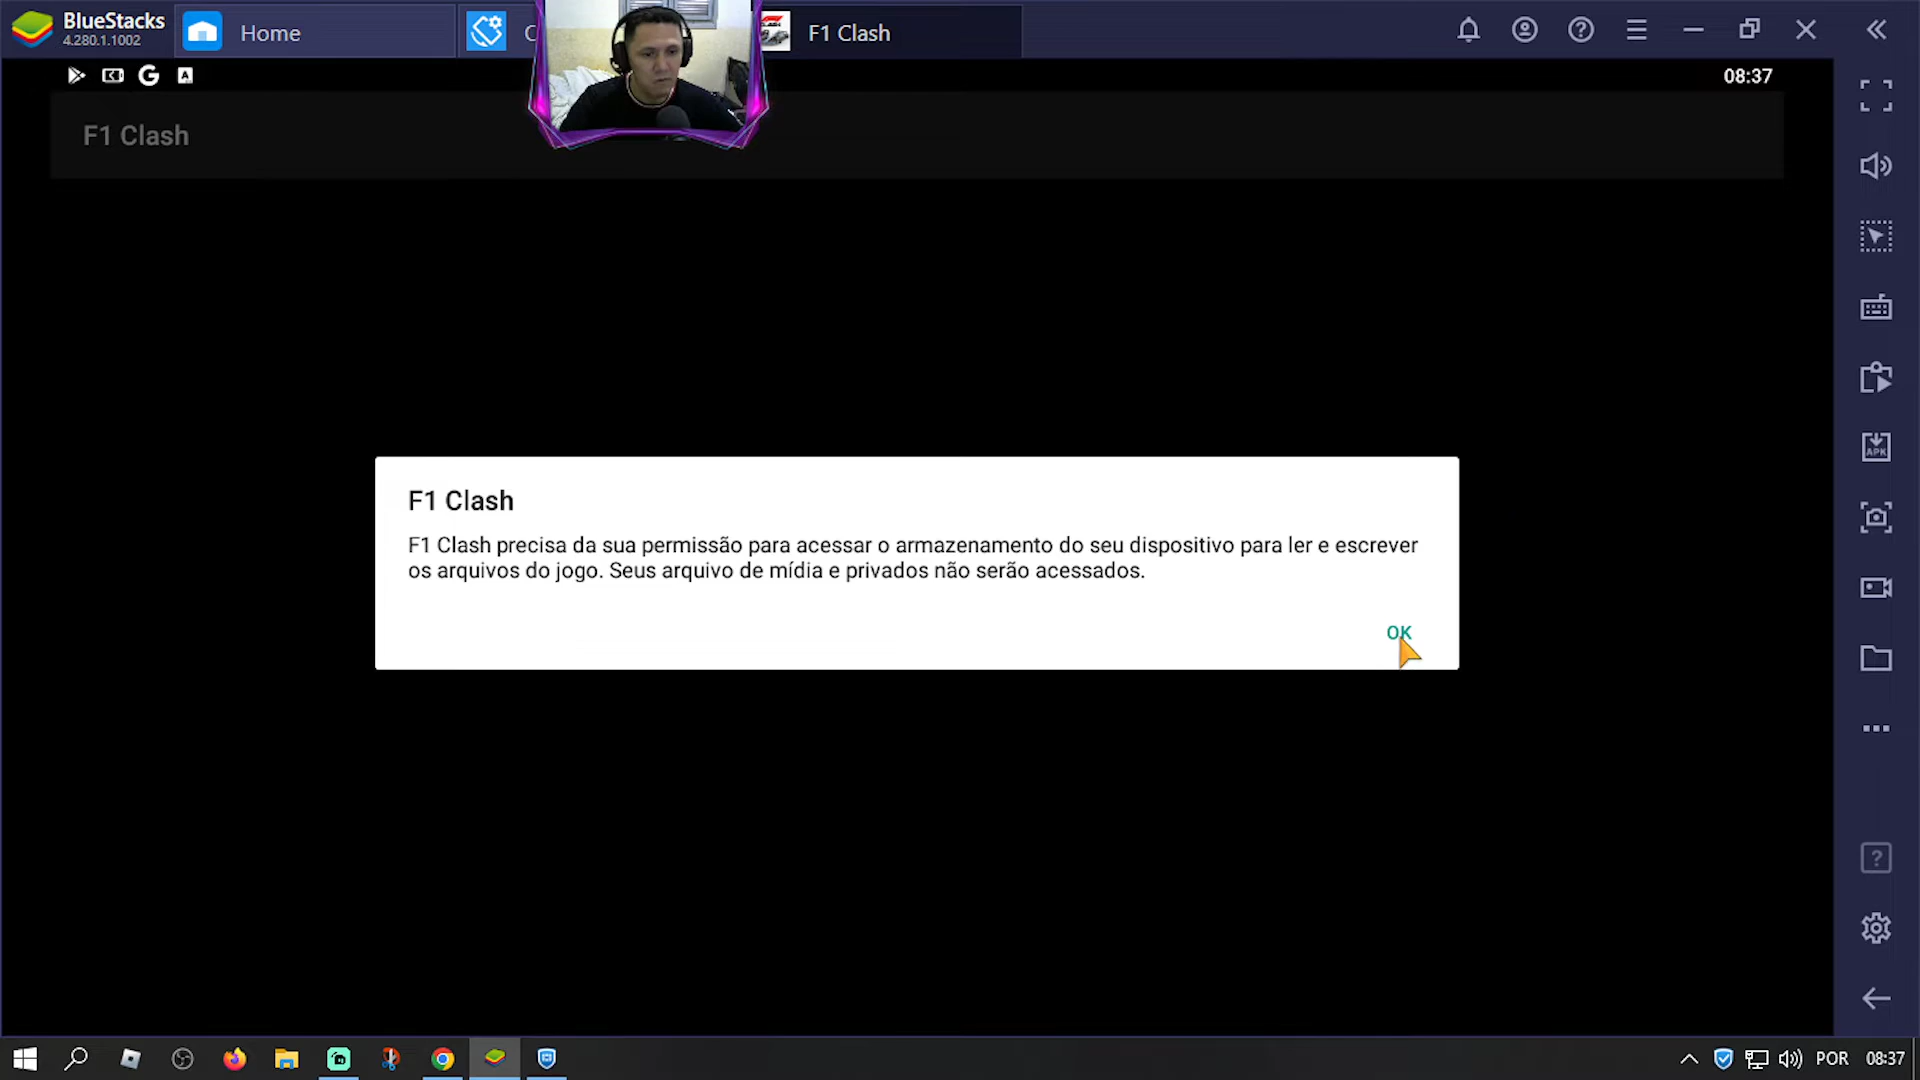 BlueStacks
4.280.1.1002
Home
F1 Clash
08:37
F1 Clash
F1 Clash
F1 Clash precisa da sua permissão para acessar o armazenamento do seu dispositivo para ler e escrever
os arquivos do jogo. Seus arquivo de mídia e privados não serão acessados.
OK
APK
POR
08:37